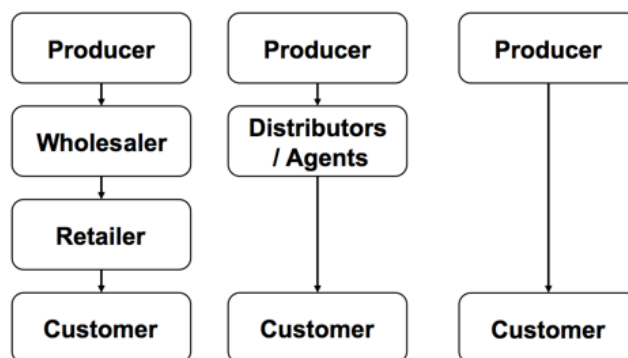 Producer
Producer
Producer
Wholesaler
Distributors
/ Agents
Retailer
Customer
Customer
Customer